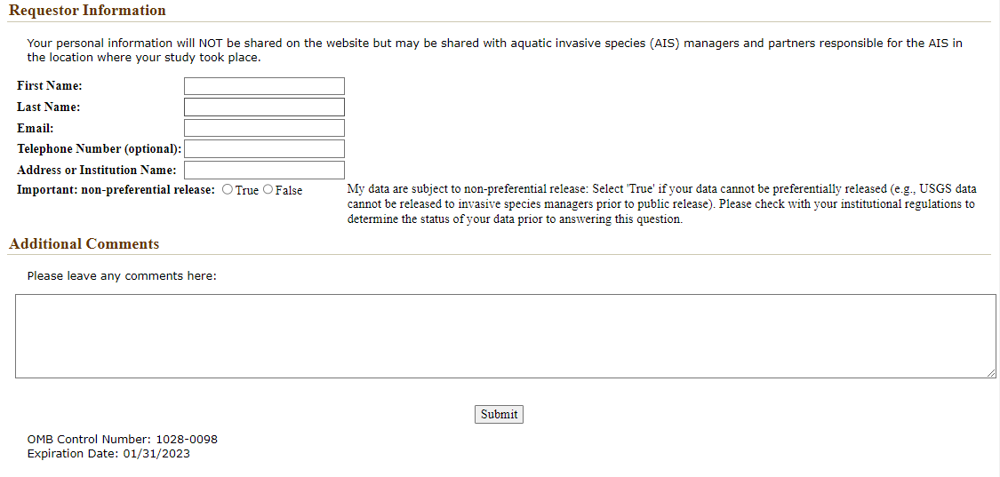 Requestor Information
Your personal information will NOT be shared on the website but may be shared with aquatic invasive species (AIS) managers and partners responsible for the AIS in
the location where your study took place.
First Name:
Last Name:
Email:
Telephone Number (optional):
Address or Institution Name:
Important: non-preferential release: True False
My data are subject to non-preferential release: Select 'True' if your data cannot be preferentially released (e.g., USGS data
cannot be released to invasive species managers prior to public release). Please check with your institutional regulations to
determine the status of your data prior to answering this question.
Additional Comments
Please leave any comments here:
Submit
OMB Control Number: 1028-0098
Expiration Date: 01/31/2023